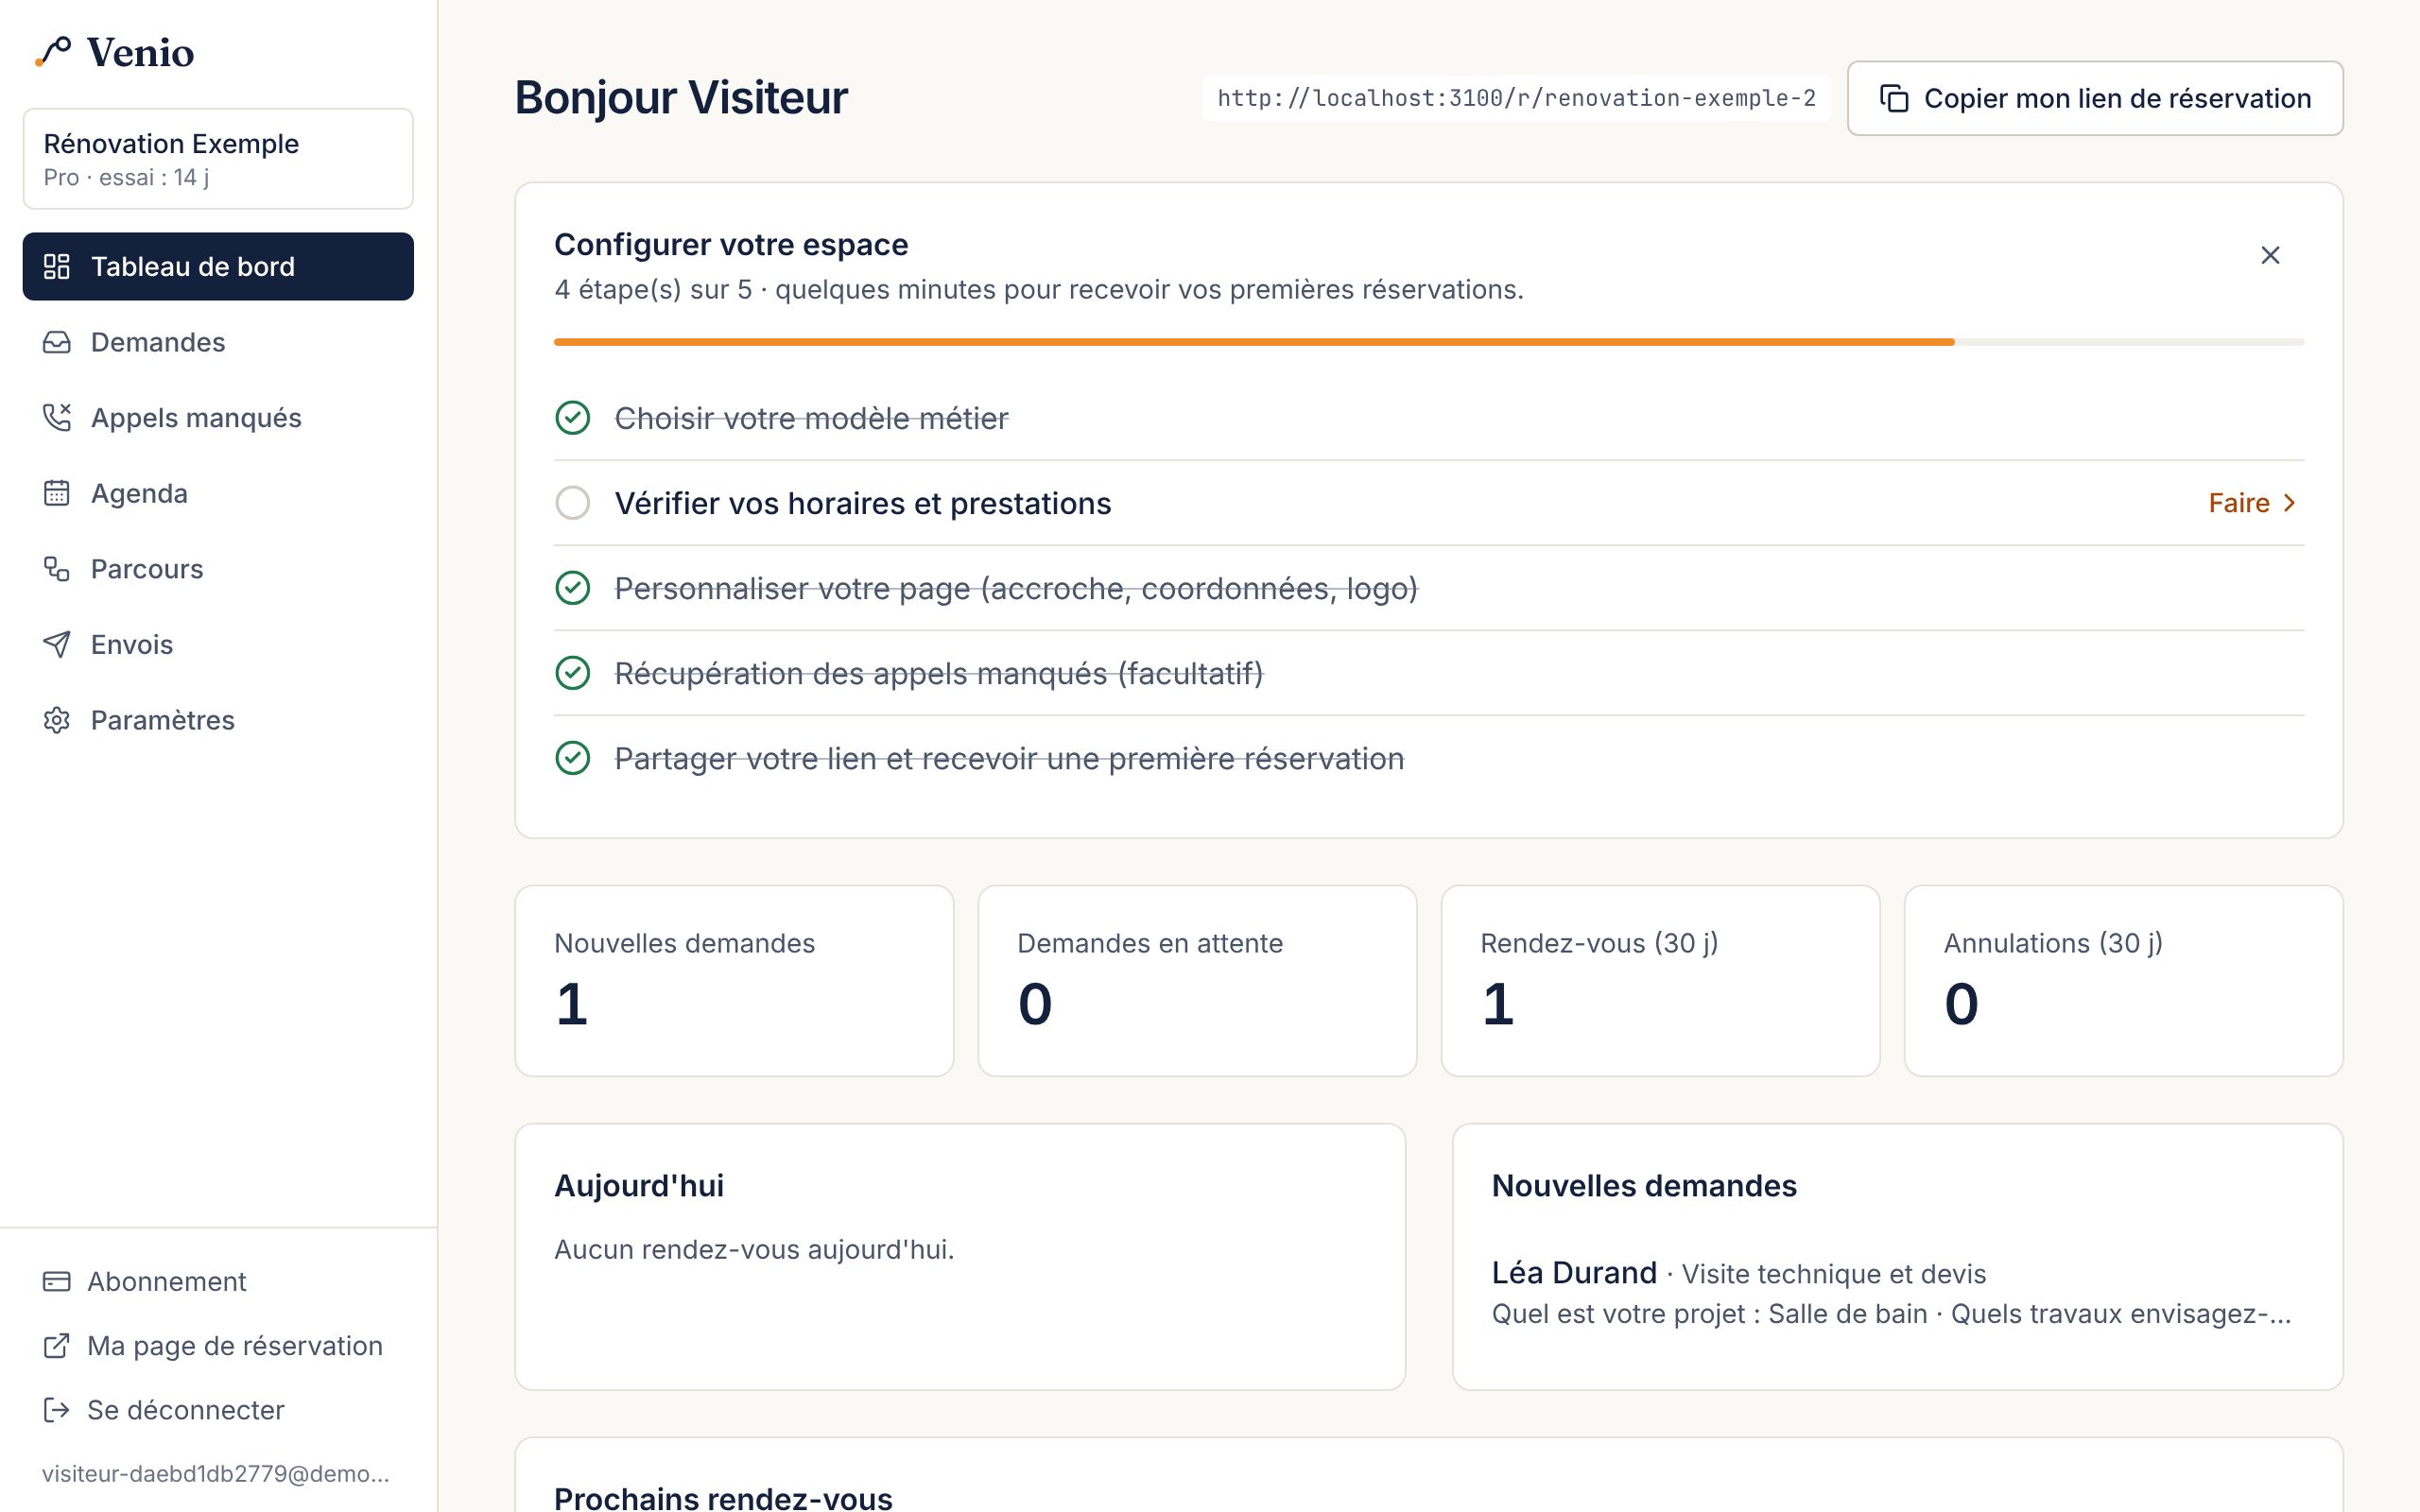 Venio
Rénovation Exemple
Pro · essai : 14 j
Tableau de bord
Demandes
Appels manqués
Agenda
Parcours
Envois
Paramètres
Abonnement
Ma page de réservation
Se déconnecter
visiteur-daebd1db2779@demo...
Bonjour Visiteur
http://localhost:3100/r/renovation-exemple-2
Copier mon lien de réservation
Configurer votre espace
4 étape(s) sur 5 · quelques minutes pour recevoir vos premières réservations.
Choisir votre modèle métier
Vérifier vos horaires et prestations
Faire
Personnaliser votre page (accroche, coordonnées, logo)
Récupération des appels manqués (facultatif)
Partager votre lien et recevoir une première réservation
Nouvelles demandes
1
Demandes en attente
0
Rendez-vous (30 j)
1
Annulations (30 j)
0
Aujourd'hui
Aucun rendez-vous aujourd'hui.
Nouvelles demandes
Léa Durand · Visite technique et devis
Quel est votre projet : Salle de bain · Quels travaux envisagez-...
Prochains rendez-vous